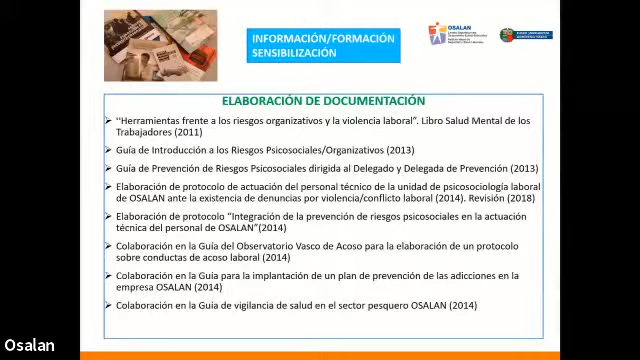 INFORMACIÓN/FORMACIÓN
SENSIBILIZACIÓN
OSALAN
ELABORACIÓN DE DOCUMENTACIÓN
"Herramientas frente a los riesgos organizativos y la violencia laboral". Libro Salud Mental de los
Trabajadores (2011)
Guía de Introducción a los Riesgos Psicosociales/Organizativos (2013)
Guía de Prevención de Riesgos Psicosociales dirigida al Delegado y Delegada de Prevención (2013)
Elaboración de protocolo de actuación del personal técnico de la unidad de psicosociología laboral
de OSALAN ante la existencia de denuncias por violencia/conflicto laboral (2014). Revisión (2018)
Elaboración de protocolo "Integración de la prevención de riesgos psicosociales en la actuación
técnica del personal de OSALAN"(2014)
Colaboración en la Guía del Observatorio Vasco de Acoso para la elaboración de un protocolo
sobre conductas de acoso laboral (2014)
Colaboración en la Guía para la implantación de un plan de prevención de las adicciones en la
empresa OSALAN (2014)
Colaboración en la Guía de vigilancia de salud en el sector pesquero OSALAN (2014)
Osalan